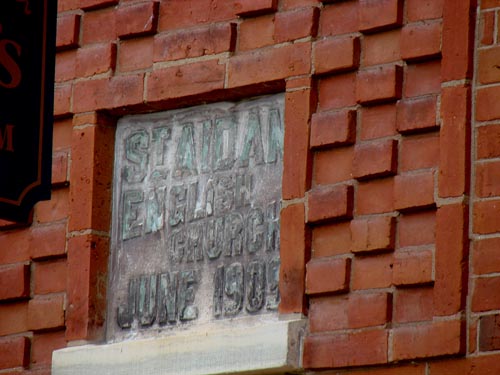 ST AIDAN
ENGLISH
CHURCH
JUNE 1905
S
M